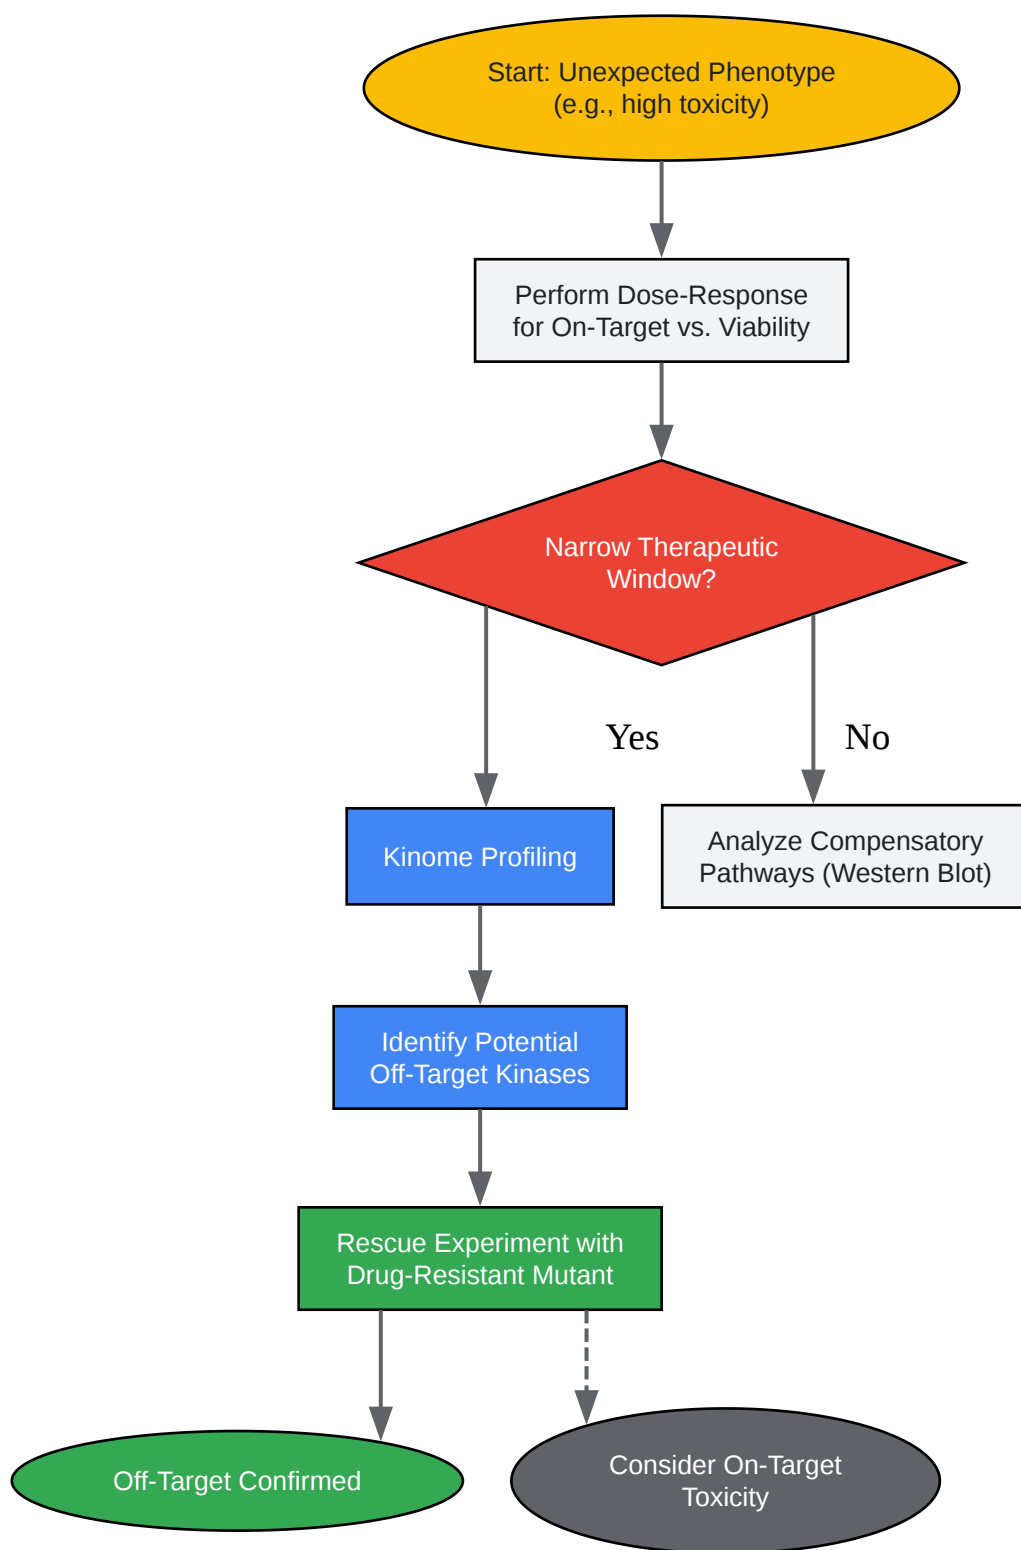 Start: Unexpected Phenotype
(e.g., high toxicity)
Perform Dose-Response
for On-Target vs. Viability
Narrow Therapeutic
Window?
Yes
No
Kinome Profiling
Analyze Compensatory
Pathways (Western Blot)
Identify Potential
Off-Target Kinases
Rescue Experiment with
Drug-Resistant Mutant
Off-Target Confirmed
Consider On-Target
Toxicity